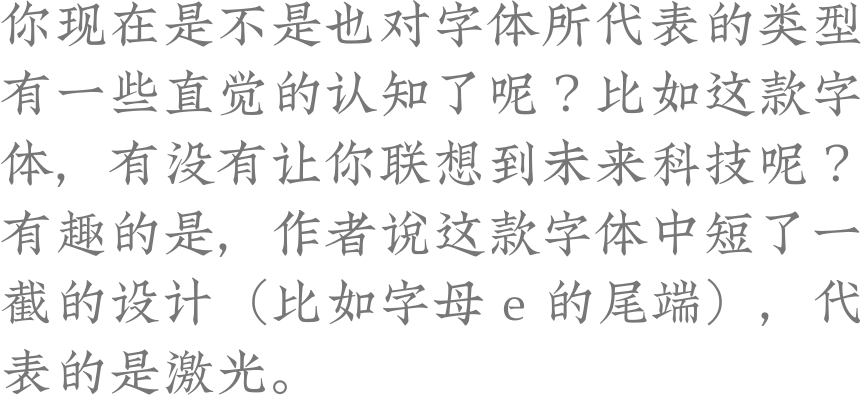 你现在是不是也对字体所代表的类型
有一些直觉的认知了呢？比如这款字
体，有没有让你联想到未来科技呢？
有趣的是，作者说这款字体中短了一
截的设计（比如字母 e 的尾端），代
表的是激光。